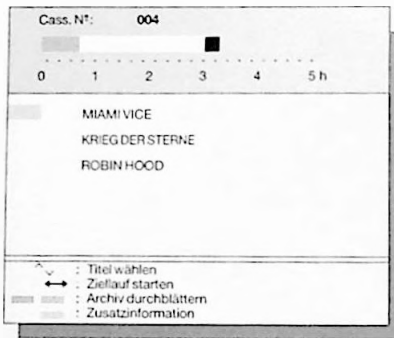 Cass. N°: 004
0 1 2 3 4 5 h
MIAMI VICE
KRIEG DER STERNE
ROBIN HOOD
: Titel wählen
: Ziellauf starten
: Archiv durchblättern
: Zusatzinformation